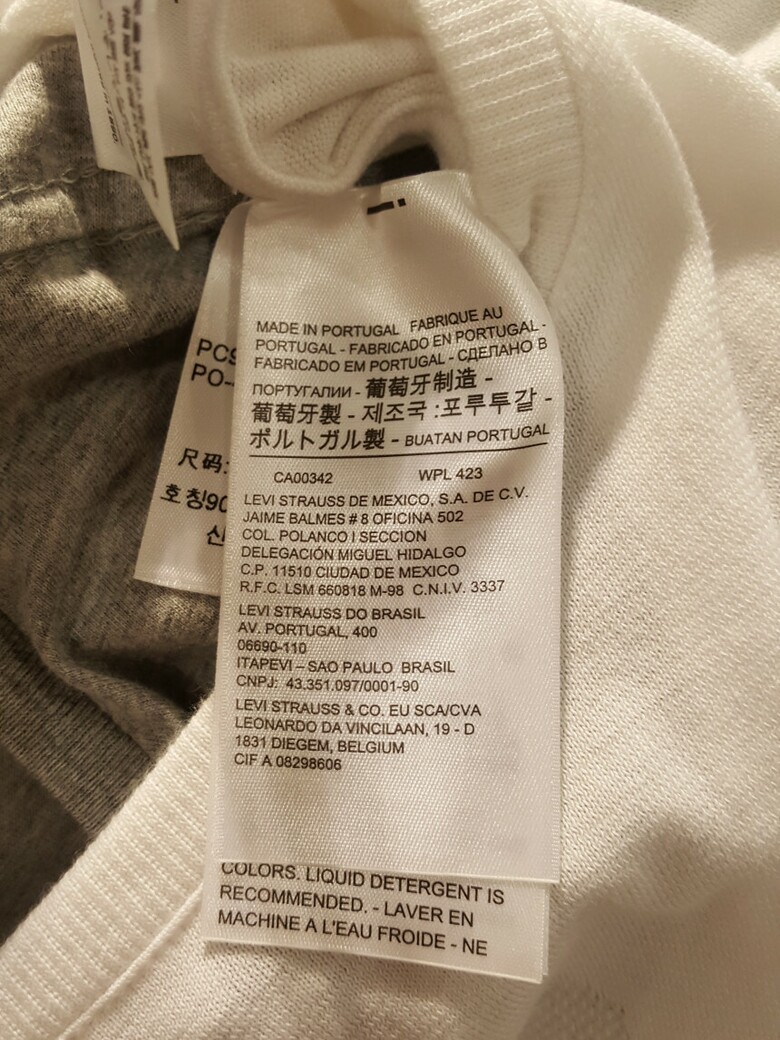 MADE IN PORTUGAL FABRIQUE AU
PORTUGAL - FABRICADO EN PORTUGAL -
FABRICADO EM PORTUGAL - СДЕЛАНО В
ПОРТУГАЛИИ - 葡萄牙制造 -
葡萄牙製 - 제조국 :포루투갈 -
ポルトガル製 - BUATAN PORTUGAL
CA00342 WPL 423
LEVI STRAUSS DE MEXICO, S.A. DE C.V.
JAIME BALMES # 8 OFICINA 502
COL. POLANCO I SECCION
DELEGACIÓN MIGUEL HIDALGO
C.P. 11510 CIUDAD DE MEXICO
R.F.C. LSM 660818 M-98 C.N.I.V. 3337
LEVI STRAUSS DO BRASIL
AV. PORTUGAL, 400
06690-110
ITAPEVI – SAO PAULO BRASIL
CNPJ: 43.351.097/0001-90
LEVI STRAUSS & CO. EU SCA/CVA
LEONARDO DA VINCILAAN, 19 - D
1831 DIEGEM, BELGIUM
CIF A 08298606
PC9
PO-
尺码:
호칭90
신
COLORS. LIQUID DETERGENT IS
RECOMMENDED. - LAVER EN
MACHINE A L'EAU FROIDE - NE